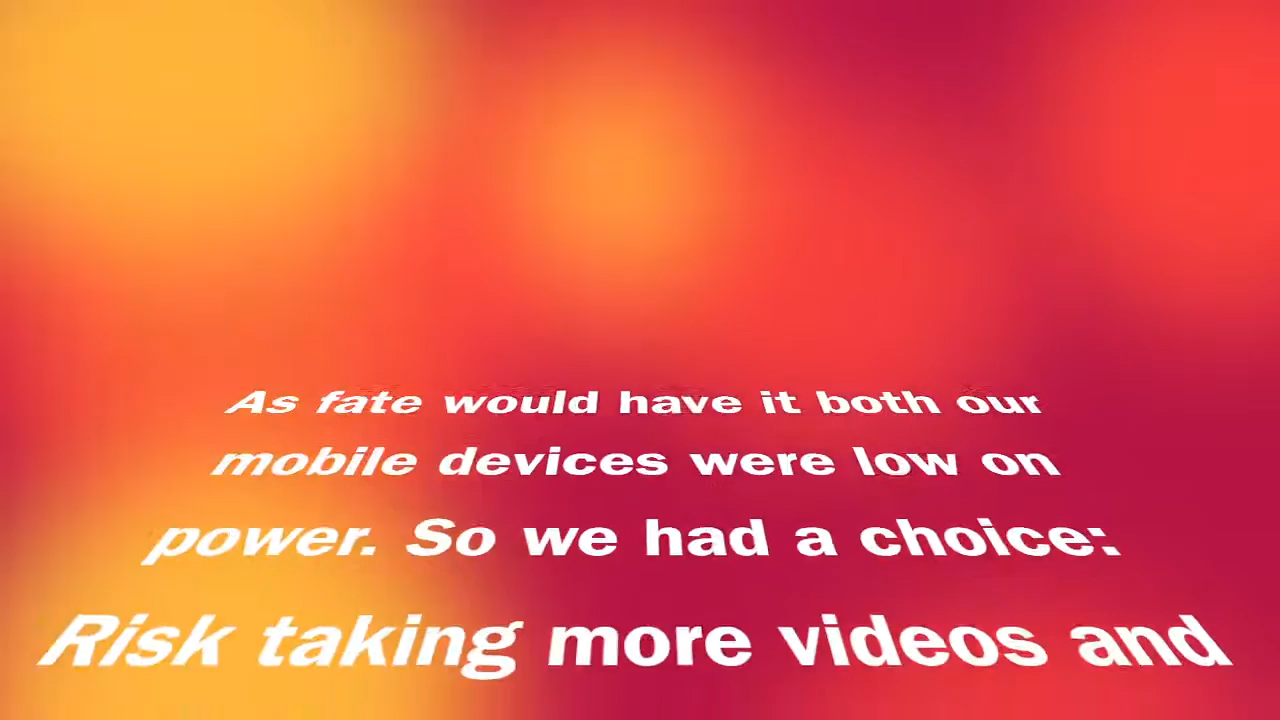 As fate would have it both our
mobile devices were low on
power. So we had a choice:
Risk taking more videos and